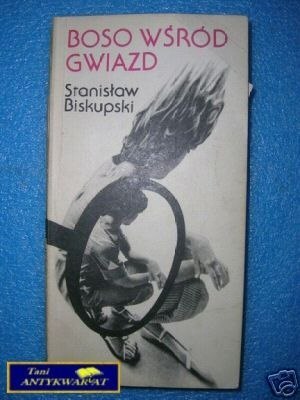 BOSO WŚRÓD
GWIAZD
Stanisław
Biskupski
Tani
ANTYKWARIAT